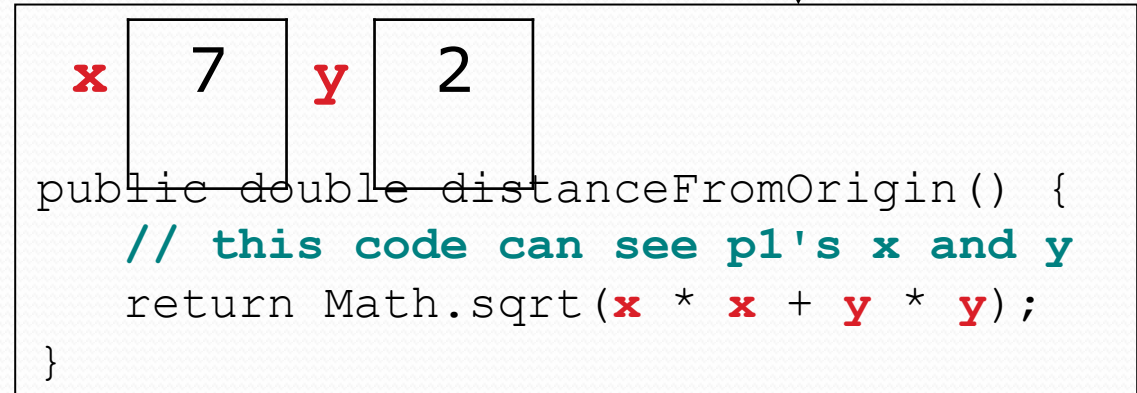 x 7 y 2
public double distanceFromOrigin() {
// this code can see p1's x and y
return Math.sqrt(x * x + y * y);
}